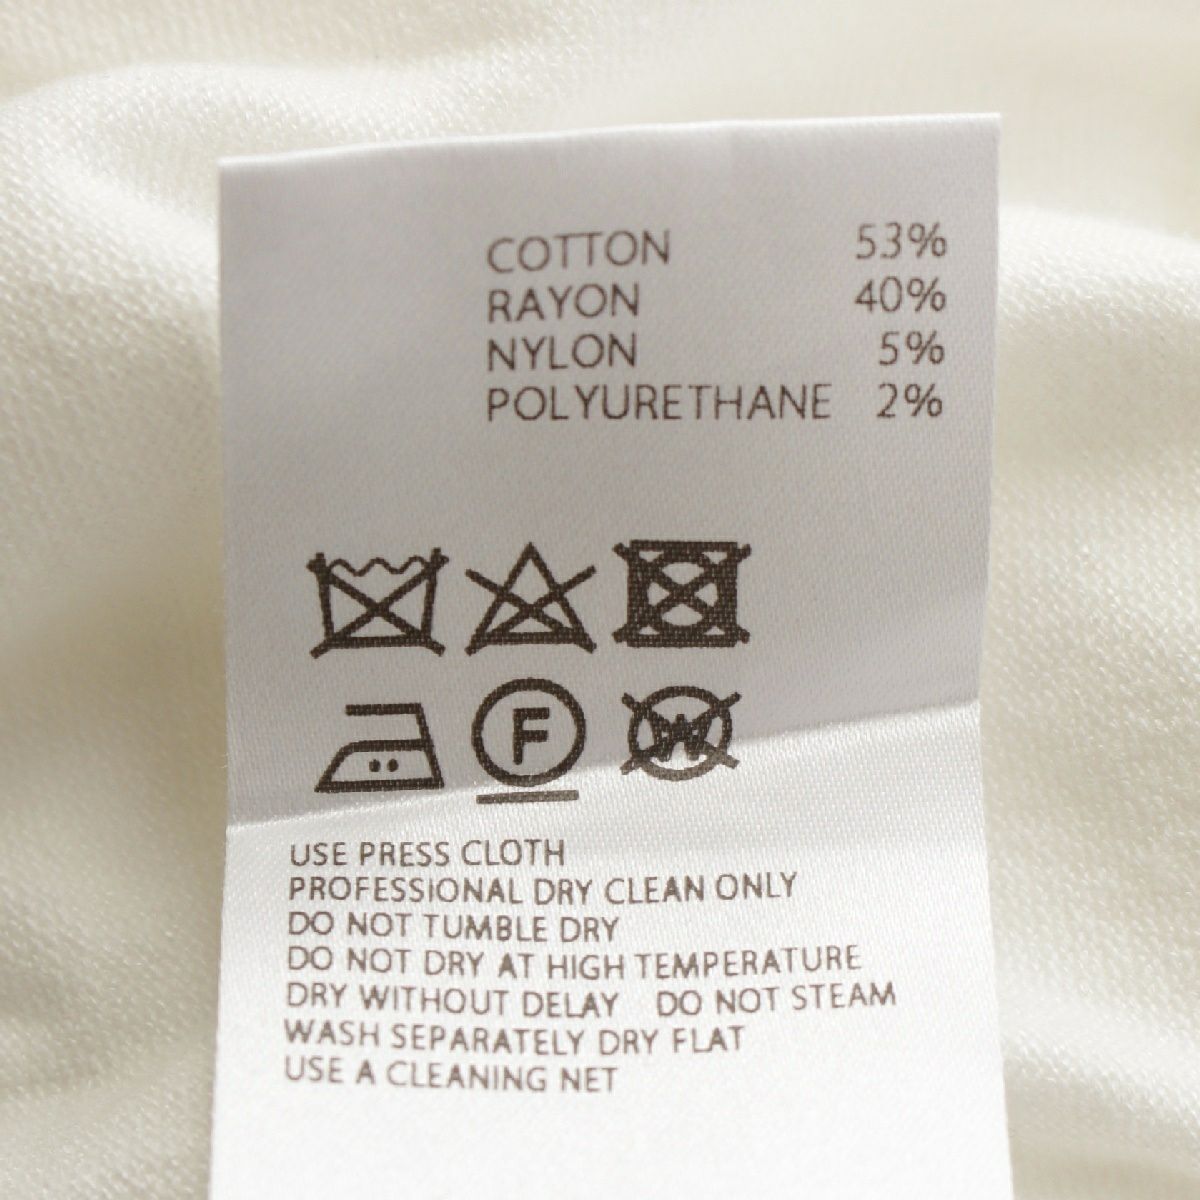 COTTON 53%
RAYON 40%
NYLON 5%
POLYURETHANE 2%
F W
USE PRESS CLOTH
PROFESSIONAL DRY CLEAN ONLY
DO NOT TUMBLE DRY
DO NOT DRY AT HIGH TEMPERATURE
DRY WITHOUT DELAY DO NOT STEAM
WASH SEPARATELY DRY FLAT
USE A CLEANING NET